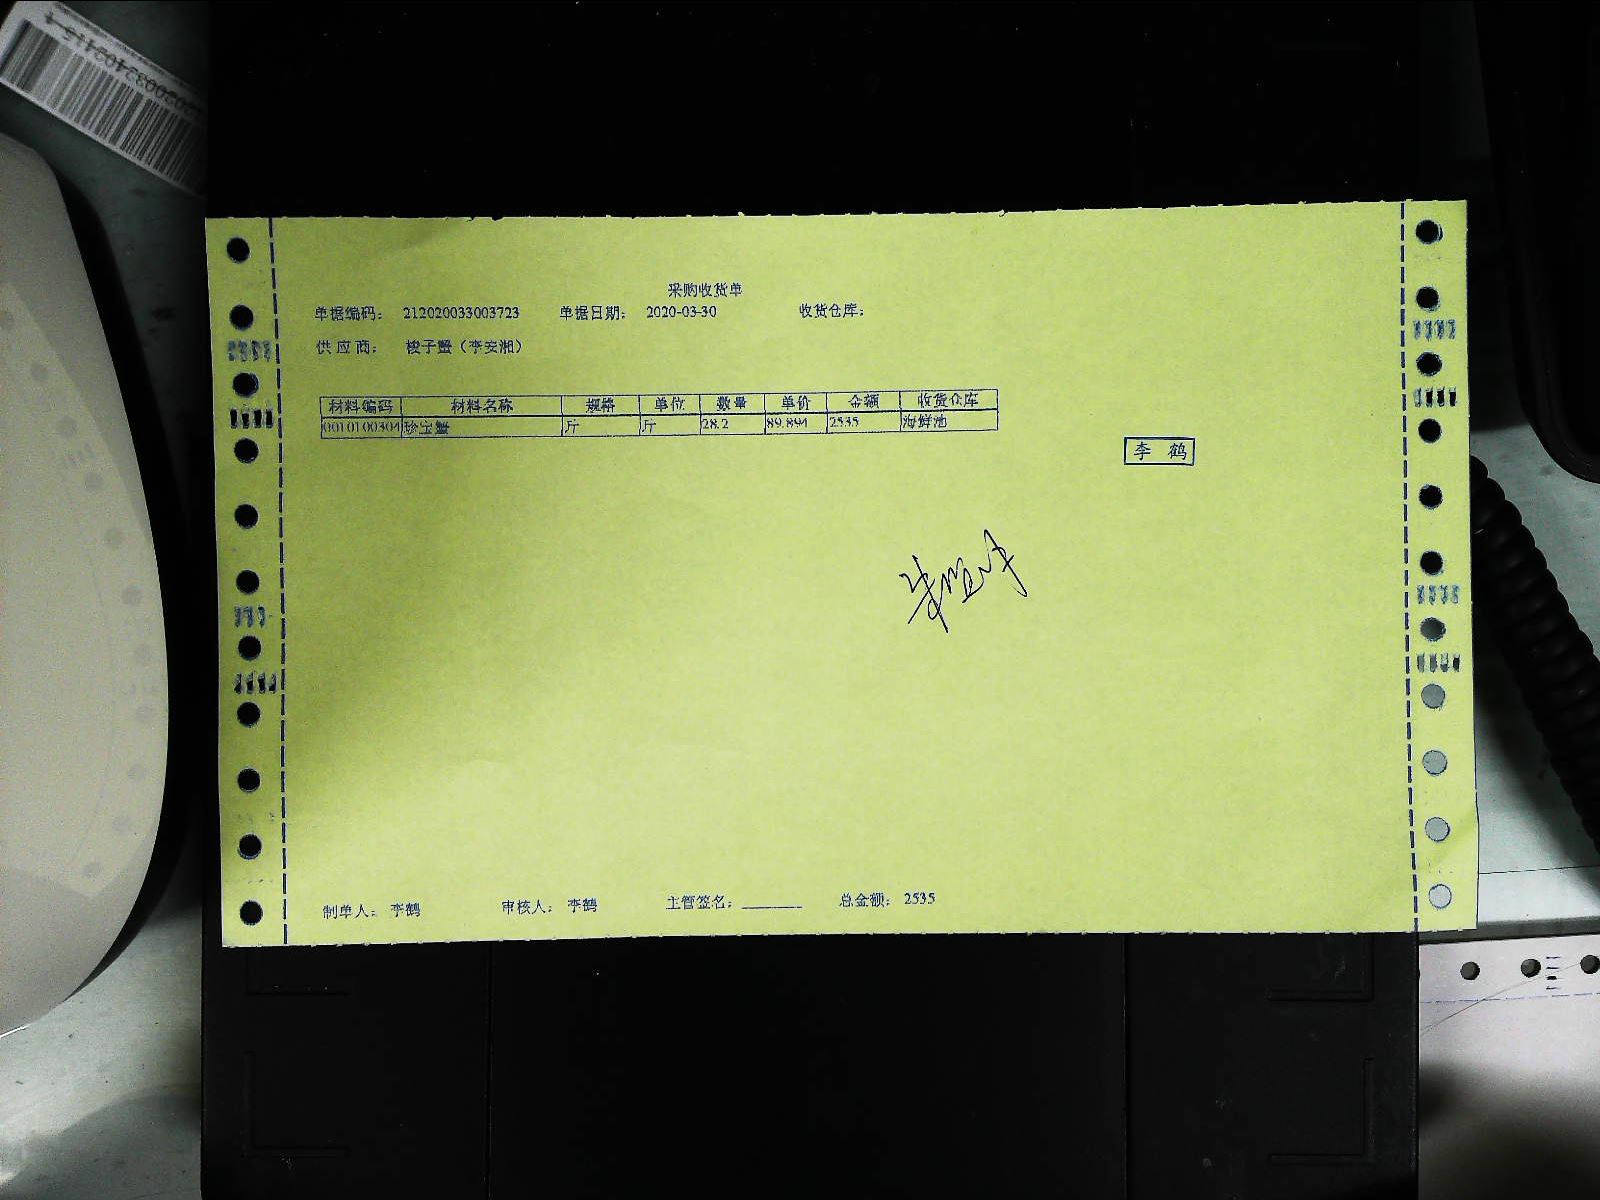 采购收货单
单据编码： 212020033003723 单据日期： 2020-03-30 收货仓库：
供应商： 梭子蟹（李安湘）
材料编码 材料名称 规格 单位 数量 单价 金额 收货仓库
0010100304 珍宝蟹 斤 斤 28.2 89.894 2535 海鲜池
李 鹤
制单人： 李鹤 审核人： 李鹤 主管签名： 总金额： 2535